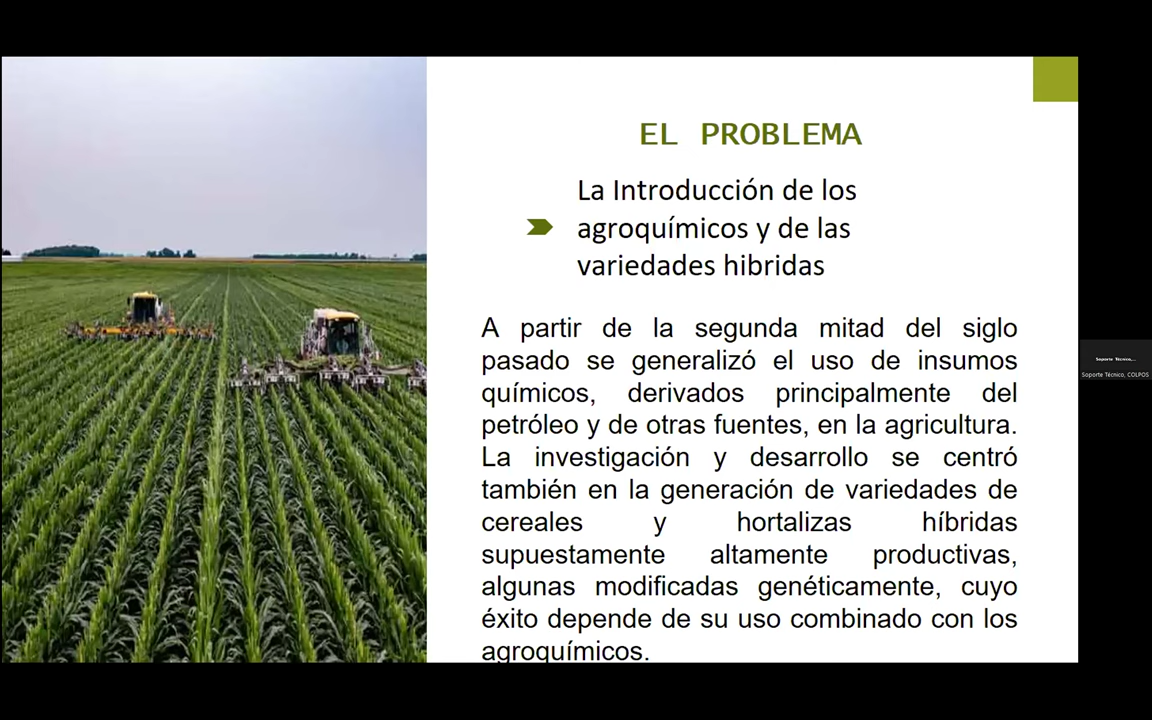 EL PROBLEMA
La Introducción de los
agroquímicos y de las
variedades hibridas
A partir de la segunda mitad del siglo
pasado se generalizó el uso de insumos
químicos, derivados principalmente del
petróleo y de otras fuentes, en la agricultura.
La investigación y desarrollo se centró
también en la generación de variedades de
cereales y hortalizas híbridas
supuestamente altamente productivas,
algunas modificadas genéticamente, cuyo
éxito depende de su uso combinado con los
agroquímicos.
Soporte Técnico,...
Soporte Técnico, COLPOS